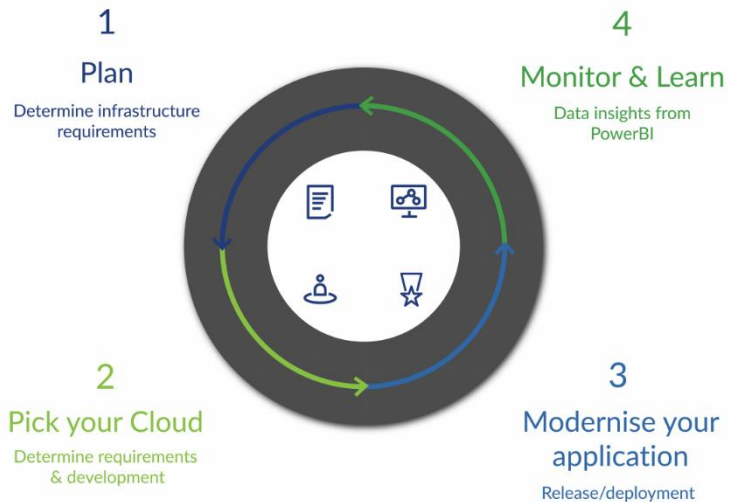 1
Plan
Determine infrastructure
requirements
2
Pick your Cloud
Determine requirements
& development
3
Modernise your
application
Release/deployment
4
Monitor & Learn
Data insights from
PowerBI